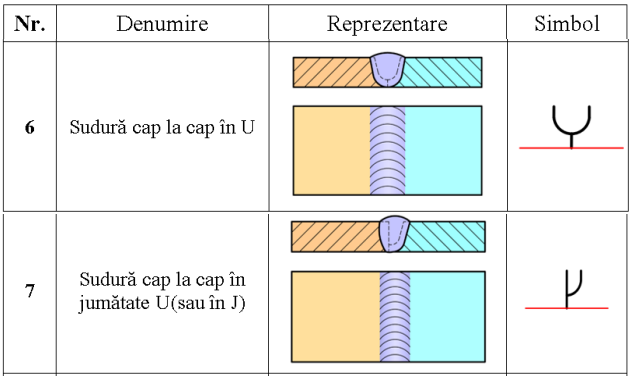 Nr. Denumire Reprezentare Simbol
6 Sudură cap la cap în U
7 Sudură cap la cap în
jumătate U(sau în J)